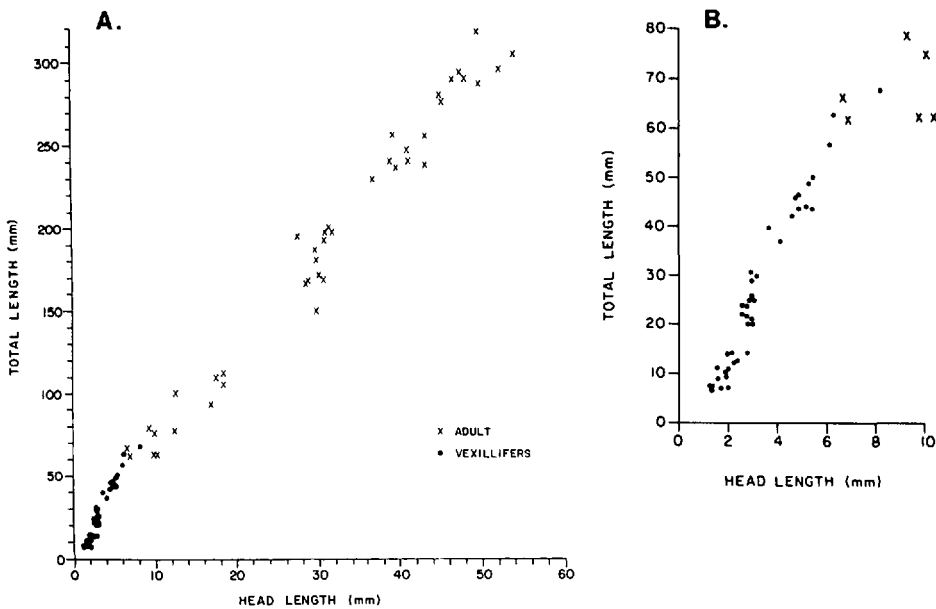 A.
TOTAL LENGTH (mm)
300
250
200
150
100
50
0
0 10 20 30 40 50 60
HEAD LENGTH (mm)
x ADULT
• VEXILLIFERS
B.
TOTAL LENGTH (mm)
80
70
60
50
40
30
20
10
0
0 2 4 6 8 10
HEAD LENGTH (mm)